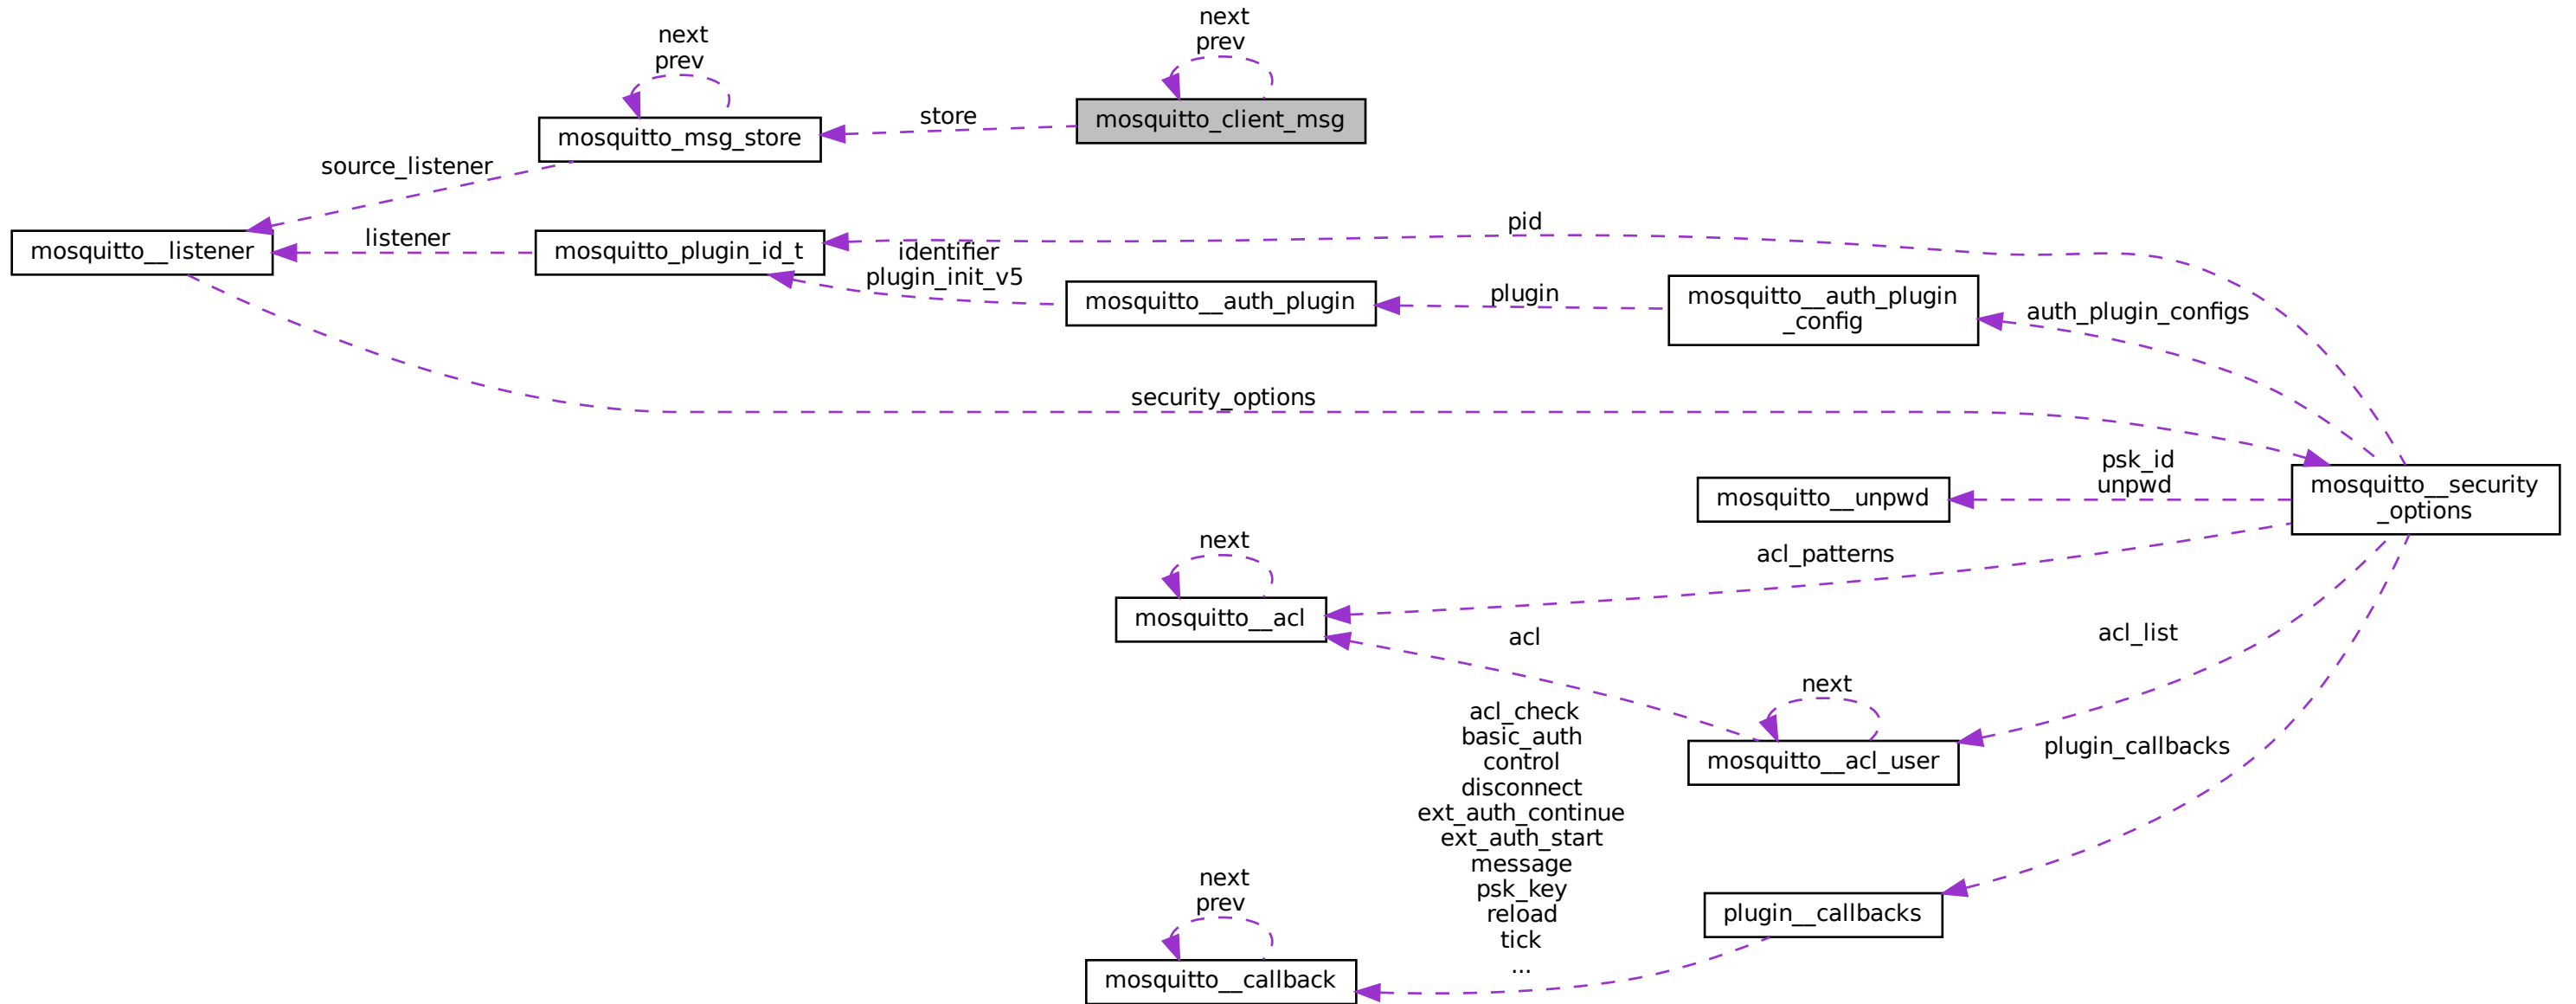 next
prev
next
prev
mosquitto_client_msg
store
mosquitto_msg_store
source_listener
pid
listener
mosquitto__listener
mosquitto_plugin_id_t
identifier
plugin_init_v5
mosquitto__auth_plugin
plugin
mosquitto__auth_plugin
_config
auth_plugin_configs
security_options
psk_id
unpwd
mosquitto__unpwd
mosquitto__security
_options
next
acl_patterns
mosquitto__acl
acl
acl_list
next
mosquitto__acl_user
plugin_callbacks
acl_check
basic_auth
control
disconnect
ext_auth_continue
ext_auth_start
message
psk_key
reload
tick
...
next
prev
plugin__callbacks
mosquitto__callback